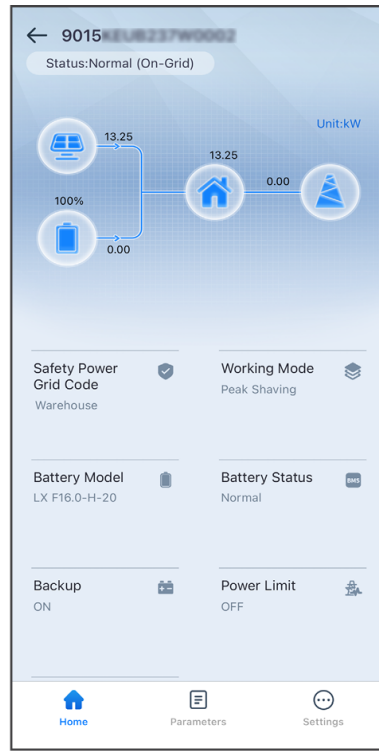 9015
Status:Normal (On-Grid)
Unit:kW
13.25
13.25
0.00
100%
0.00
Safety Power
Grid Code
Warehouse
Working Mode
Peak Shaving
Battery Model
LX F16.0-H-20
Battery Status
BMS
Normal
Backup
ON
Power Limit
OFF
Home
Parameters
Settings